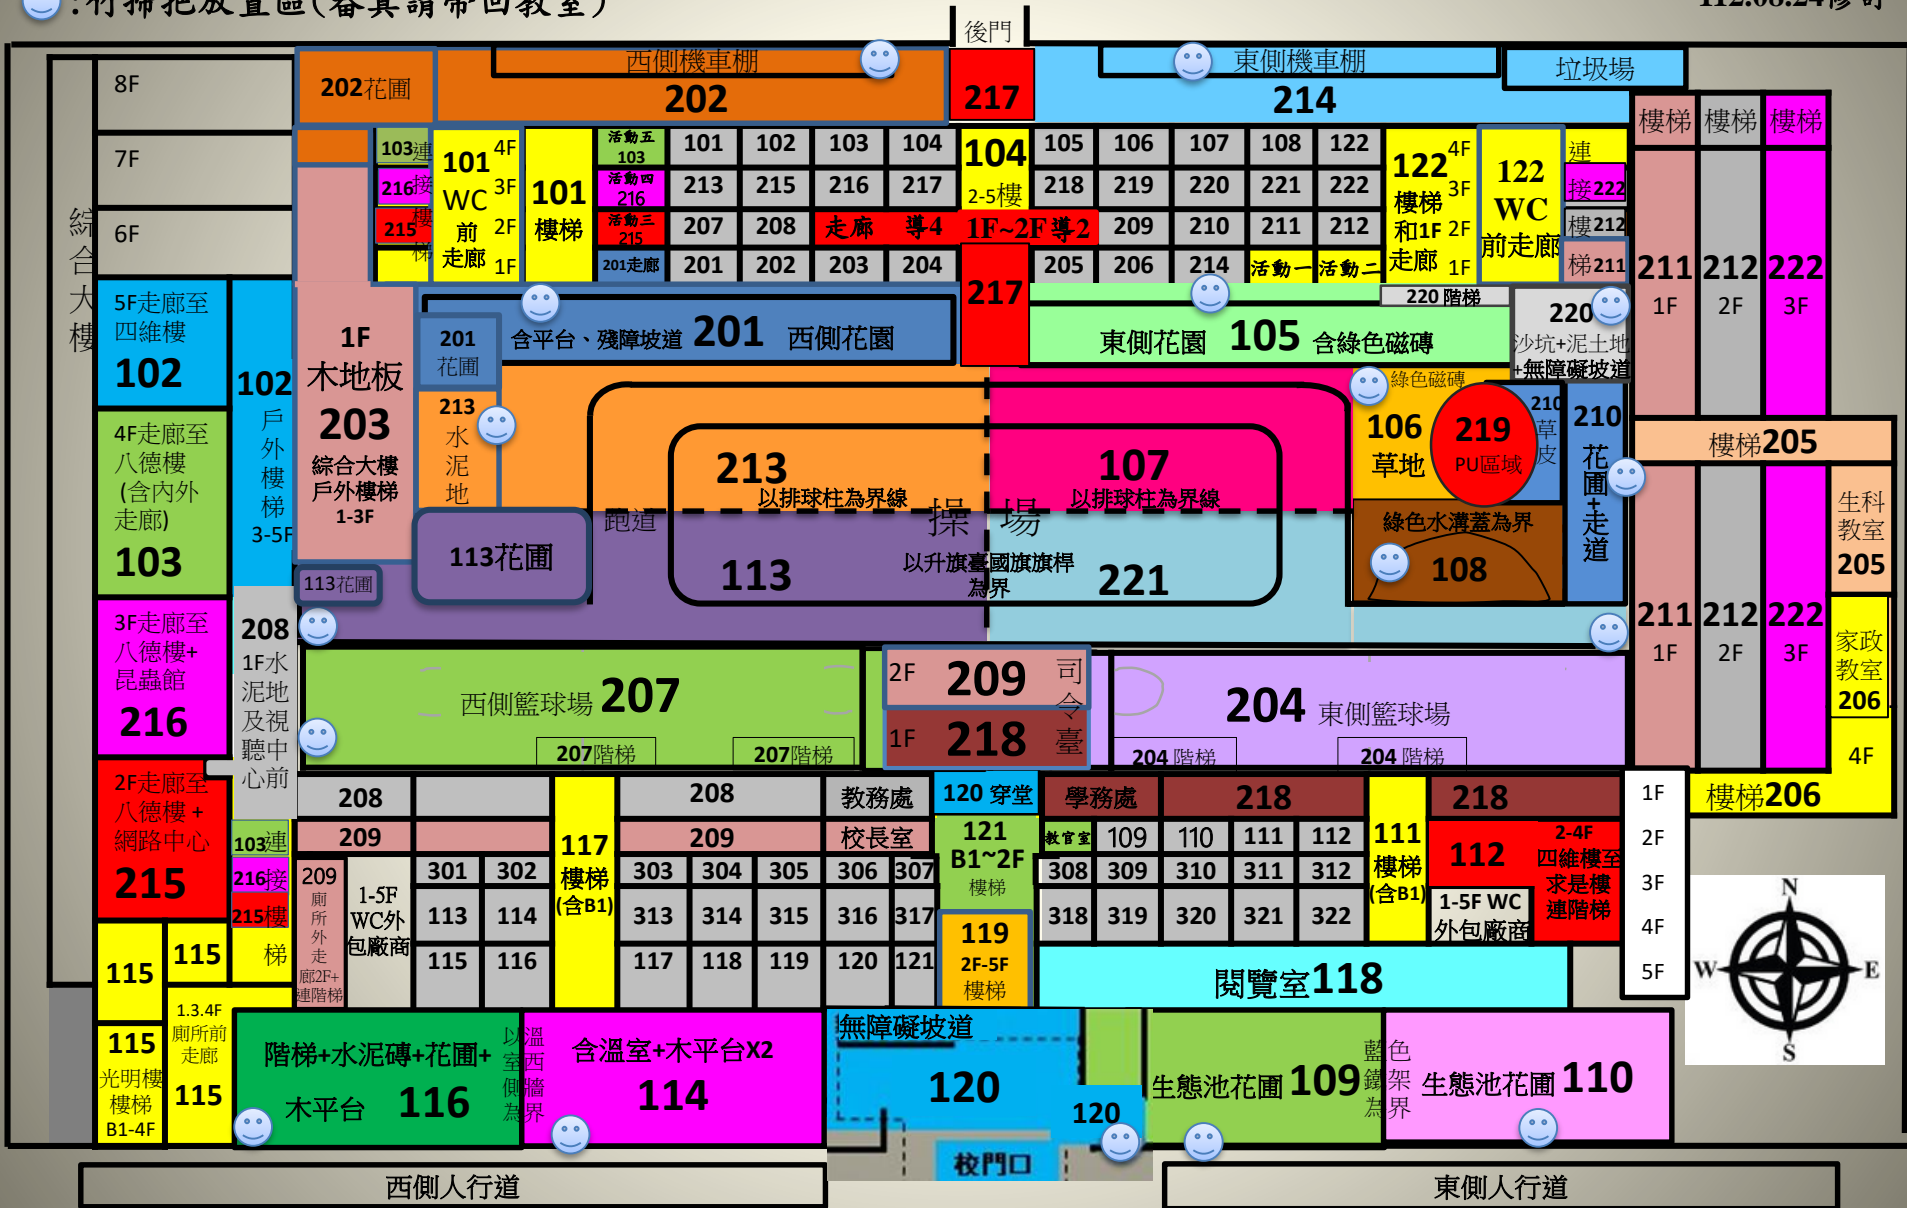 :竹掃把放置區(畚箕請帶回教室)
112.08.24修訂
後門
西側機車棚
東側機車棚
垃圾場
202花圃
202
217
214
8F
7F
6F
綜合大樓
樓梯
樓梯
樓梯
103連
216接
215樓
梯
101
WC
前
走廊
4F
3F
2F
1F
101
樓梯
活動五
103
101
102
103
104
104
2-5樓
105
106
107
108
122
活動四
216
213
215
216
217
218
219
220
221
222
活動三
215
207
208
走廊 導4
1F~2F導2
209
210
211
212
201走廊
201
202
203
204
217
205
206
214
活動一
活動二
122
樓梯
和1F
走廊
4F
3F
2F
1F
122
WC
前走廊
連
接222
樓212
梯211
211
1F
212
2F
222
3F
5F走廊至
四維樓
102
102
戶外樓梯
3-5F
1F
木地板
203
綜合大樓
戶外樓梯
1-3F
201
花圃
含平台、殘障坡道 201 西側花園
東側花園 105 含綠色磁磚
220 階梯
220
沙坑+泥土地
+無障礙坡道
213
水泥地
213
以排球柱為界線
107
以排球柱為界線
綠色磁磚
106
草地
219
PU區域
210
草皮
210
花圃+走道
樓梯205
4F走廊至
八德樓
(含內外
走廊)
103
跑道
操場
113花圃
113花圃
113
以升旗臺國旗旗桿
為界
221
綠色水溝蓋為界
108
生科
教室
205
211
1F
212
2F
222
3F
家政
教室
206
4F
樓梯206
3F走廊至
八德樓+
昆蟲館
216
208
1F水
泥地
及視
聽中
心前
西側籃球場 207
207階梯
207階梯
2F
209
1F
218
司令臺
204 東側籃球場
204 階梯
204 階梯
2F走廊至
八德樓 +
網路中心
215
103連
216接
215樓
梯
208
208
教務處
120 穿堂
學務處
218
218
1F
2F
3F
4F
5F
209
209
校長室
121
B1~2F
樓梯
教官室
109
110
111
112
117
樓梯
(含B1)
111
樓梯
(含B1)
112
2-4F
四維樓至
求是樓
連階梯
209
廁所外走
廊2F+
連階梯
1-5F
WC外
包廠商
301
302
303
304
305
306
307
308
309
310
311
312
113
114
313
314
315
316
317
318
319
320
321
322
1-5F WC
外包廠商
119
2F-5F
樓梯
115
116
117
118
119
120
121
閱覽室118
115
115
115
光明樓
樓梯
B1-4F
1.3.4F
廁所前
走廊
115
階梯+水泥磚+花圃+
木平台 116
以溫室西側牆為界
含溫室+木平台X2
114
無障礙坡道
120
120
校門口
生態池花圃 109
藍色鐵架為界
生態池花圃 110
N
W
E
S
西側人行道
東側人行道